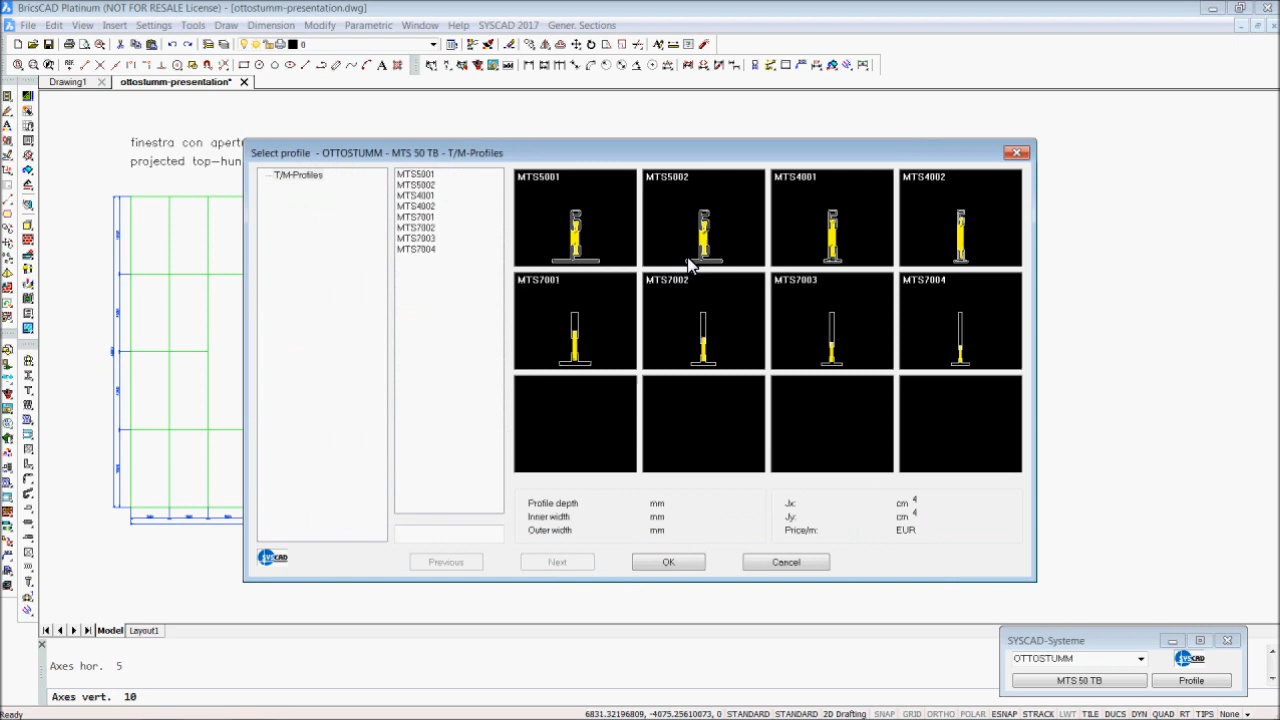 BricsCAD Platinum (NOT FOR RESALE License) - [ottostumm-presentation.dwg]
File Edit View Insert Settings Tools Draw Dimension Modify Parametric Window Help SYSCAD 2017 Gener. Sections
0
Drawing1 ottostumm-presentation*
finestra con apert
projected top-hun
Select profile - OTTOSTUMM - MTS 50 TB - T/M-Profiles
T/M-Profiles
MTS5001
MTS5002
MTS4001
MTS4002
MTS7001
MTS7002
MTS7003
MTS7004
MTS5001 MTS5002 MTS4001 MTS4002
MTS7001 MTS7002 MTS7003 MTS7004
Profile depth mm Jx: cm 4
Inner width mm Jy: cm 4
Outer width mm Price/m: EUR
Previous Next OK Cancel
Model Layout1
SYSCAD-Systeme
OTTOSTUMM
MTS 50 TB Profile
Axes hor. 5
Axes vert. 10
Ready 6831.32196809, -4075.25610073, 0 STANDARD STANDARD 2D Drafting SNAP GRID ORTHO POLAR ESNAP STRACK LWT TILE DUCS DYN QUAD RT TIPS None